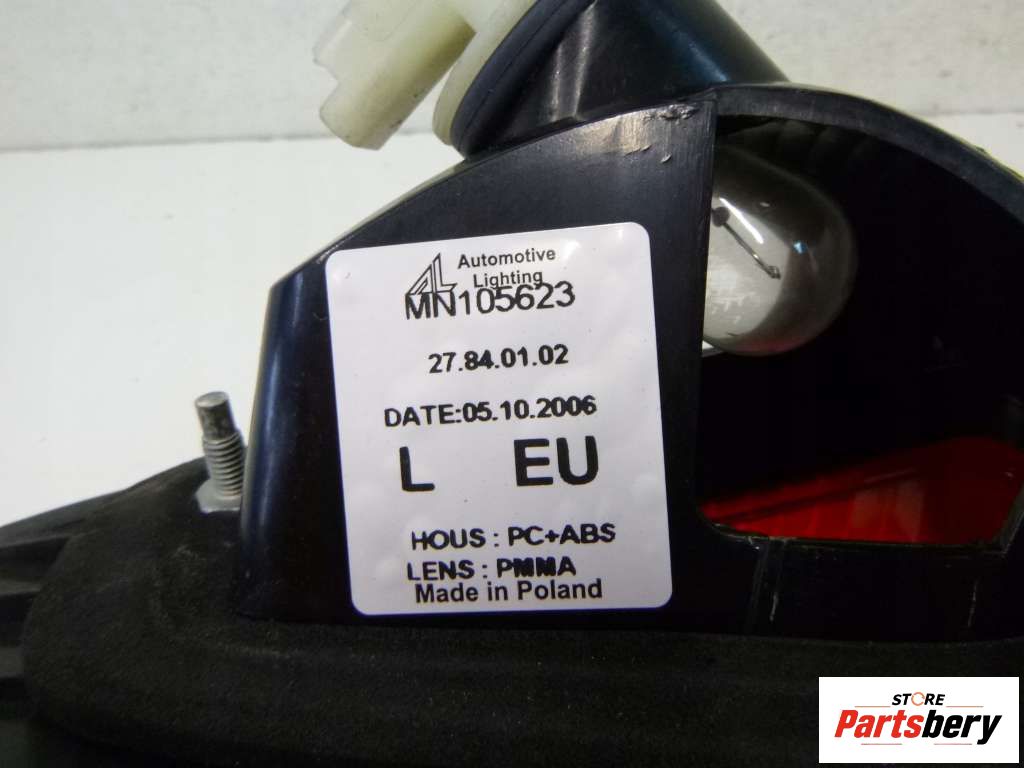 AL Automotive
Lighting
MN105623
27.84.01.02
DATE:05.10.2006
L EU
HOUS : PC+ABS
LENS : PMMA
Made in Poland
STORE
Partsbery